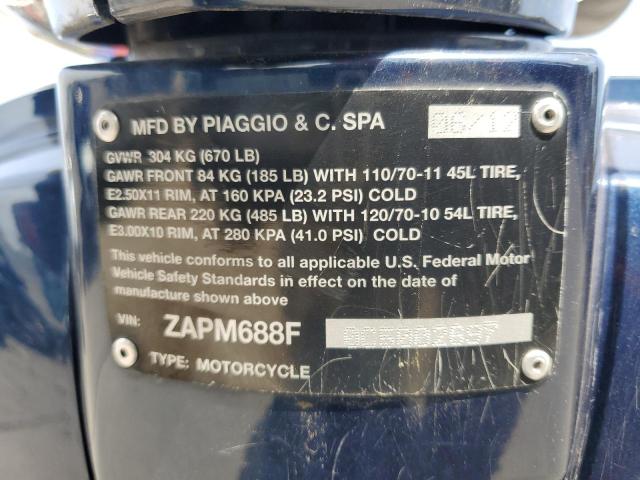 MFD BY PIAGGIO & C. SPA
GVWR 304 KG (670 LB)
GAWR FRONT 84 KG (185 LB) WITH 110/70-11 45L TIRE,
E2.50X11 RIM, AT 160 KPA (23.2 PSI) COLD
GAWR REAR 220 KG (485 LB) WITH 120/70-10 54L TIRE,
E3.00X10 RIM, AT 280 KPA (41.0 PSI) COLD
This vehicle conforms to all applicable U.S. Federal Motor
Vehicle Safety Standards in effect on the date of
manufacture shown above
VIN: ZAPM688F
TYPE: MOTORCYCLE